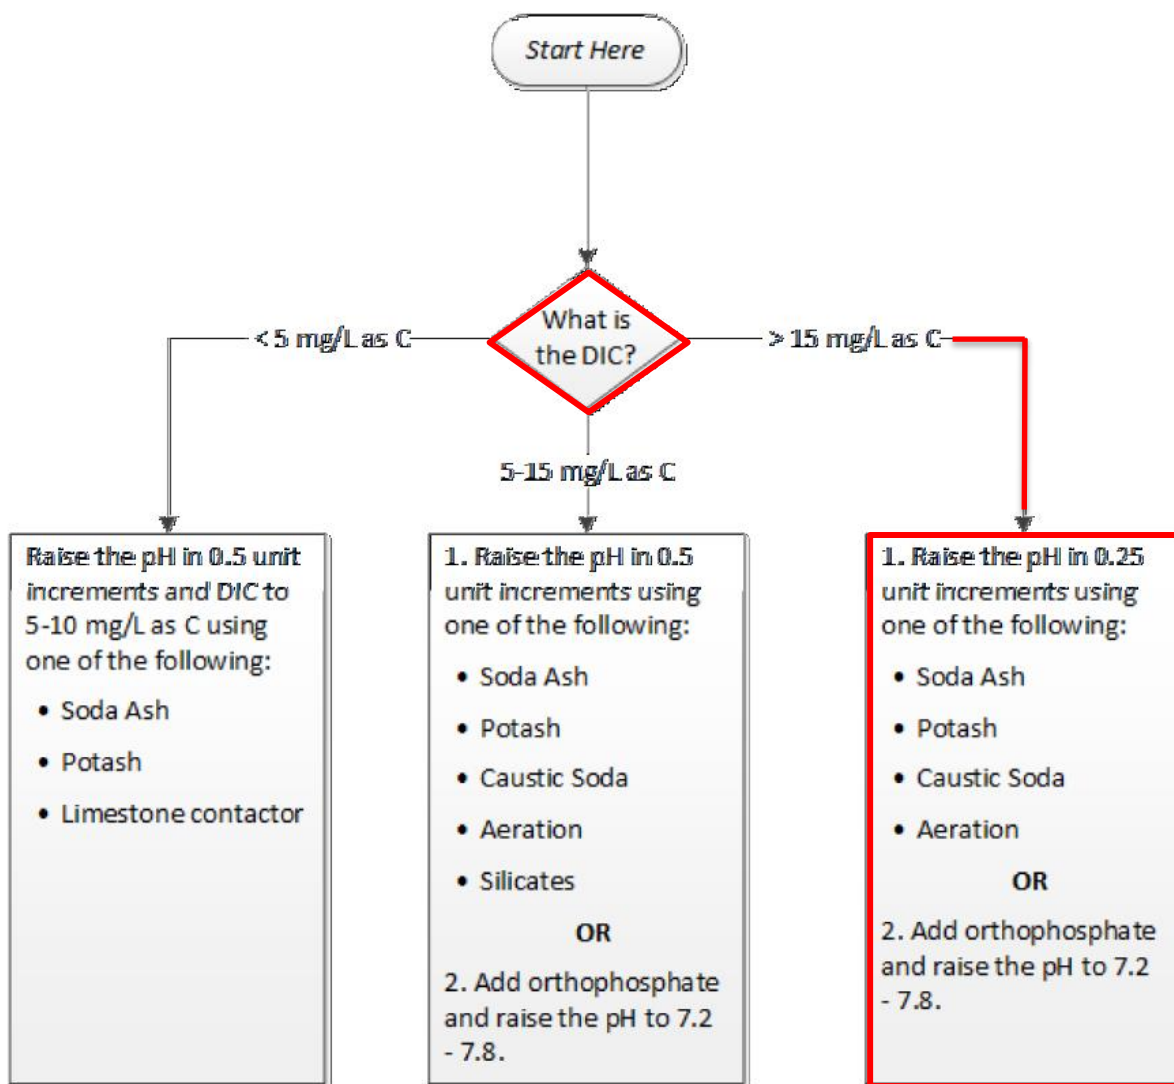 Start Here
What is
the DIC?
< 5 mg/L as C
> 15 mg/L as C
5-15 mg/L as C
Raise the pH in 0.5 unit
increments and DIC to
5-10 mg/L as C using
one of the following:
• Soda Ash
• Potash
• Limestone contactor
1. Raise the pH in 0.5
unit increments using
one of the following:
• Soda Ash
• Potash
• Caustic Soda
• Aeration
• Silicates
OR
2. Add orthophosphate
and raise the pH to 7.2
- 7.8.
1. Raise the pH in 0.25
unit increments using
one of the following:
• Soda Ash
• Potash
• Caustic Soda
• Aeration
OR
2. Add orthophosphate
and raise the pH to 7.2
- 7.8.